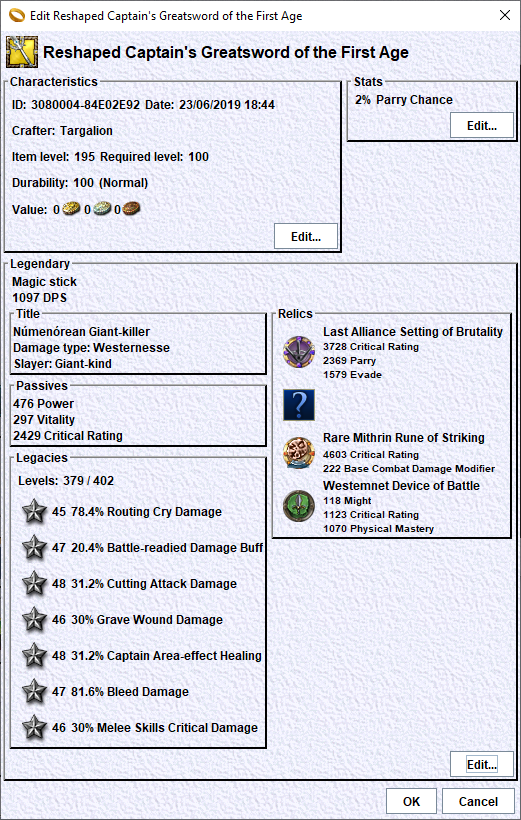 Edit Reshaped Captain's Greatsword of the First Age
Reshaped Captain's Greatsword of the First Age
Characteristics
ID: 3080004-84E02E92 Date: 23/06/2019 18:44
Crafter: Targalion
Item level: 195 Required level: 100
Durability: 100 (Normal)
Value: 0 0 0
Edit...
Stats
2% Parry Chance
Edit...
Legendary
Magic stick
1097 DPS
Title
Númenórean Giant-killer
Damage type: Westernesse
Slayer: Giant-kind
Passives
476 Power
297 Vitality
2429 Critical Rating
Legacies
Levels: 379 / 402
45 78.4% Routing Cry Damage
47 20.4% Battle-readied Damage Buff
48 31.2% Cutting Attack Damage
46 30% Grave Wound Damage
48 31.2% Captain Area-effect Healing
47 81.6% Bleed Damage
46 30% Melee Skills Critical Damage
Relics
Last Alliance Setting of Brutality
3728 Critical Rating
2369 Parry
1579 Evade
?
Rare Mithrin Rune of Striking
4603 Critical Rating
222 Base Combat Damage Modifier
Westemnet Device of Battle
118 Might
1123 Critical Rating
1070 Physical Mastery
Edit...
OK
Cancel